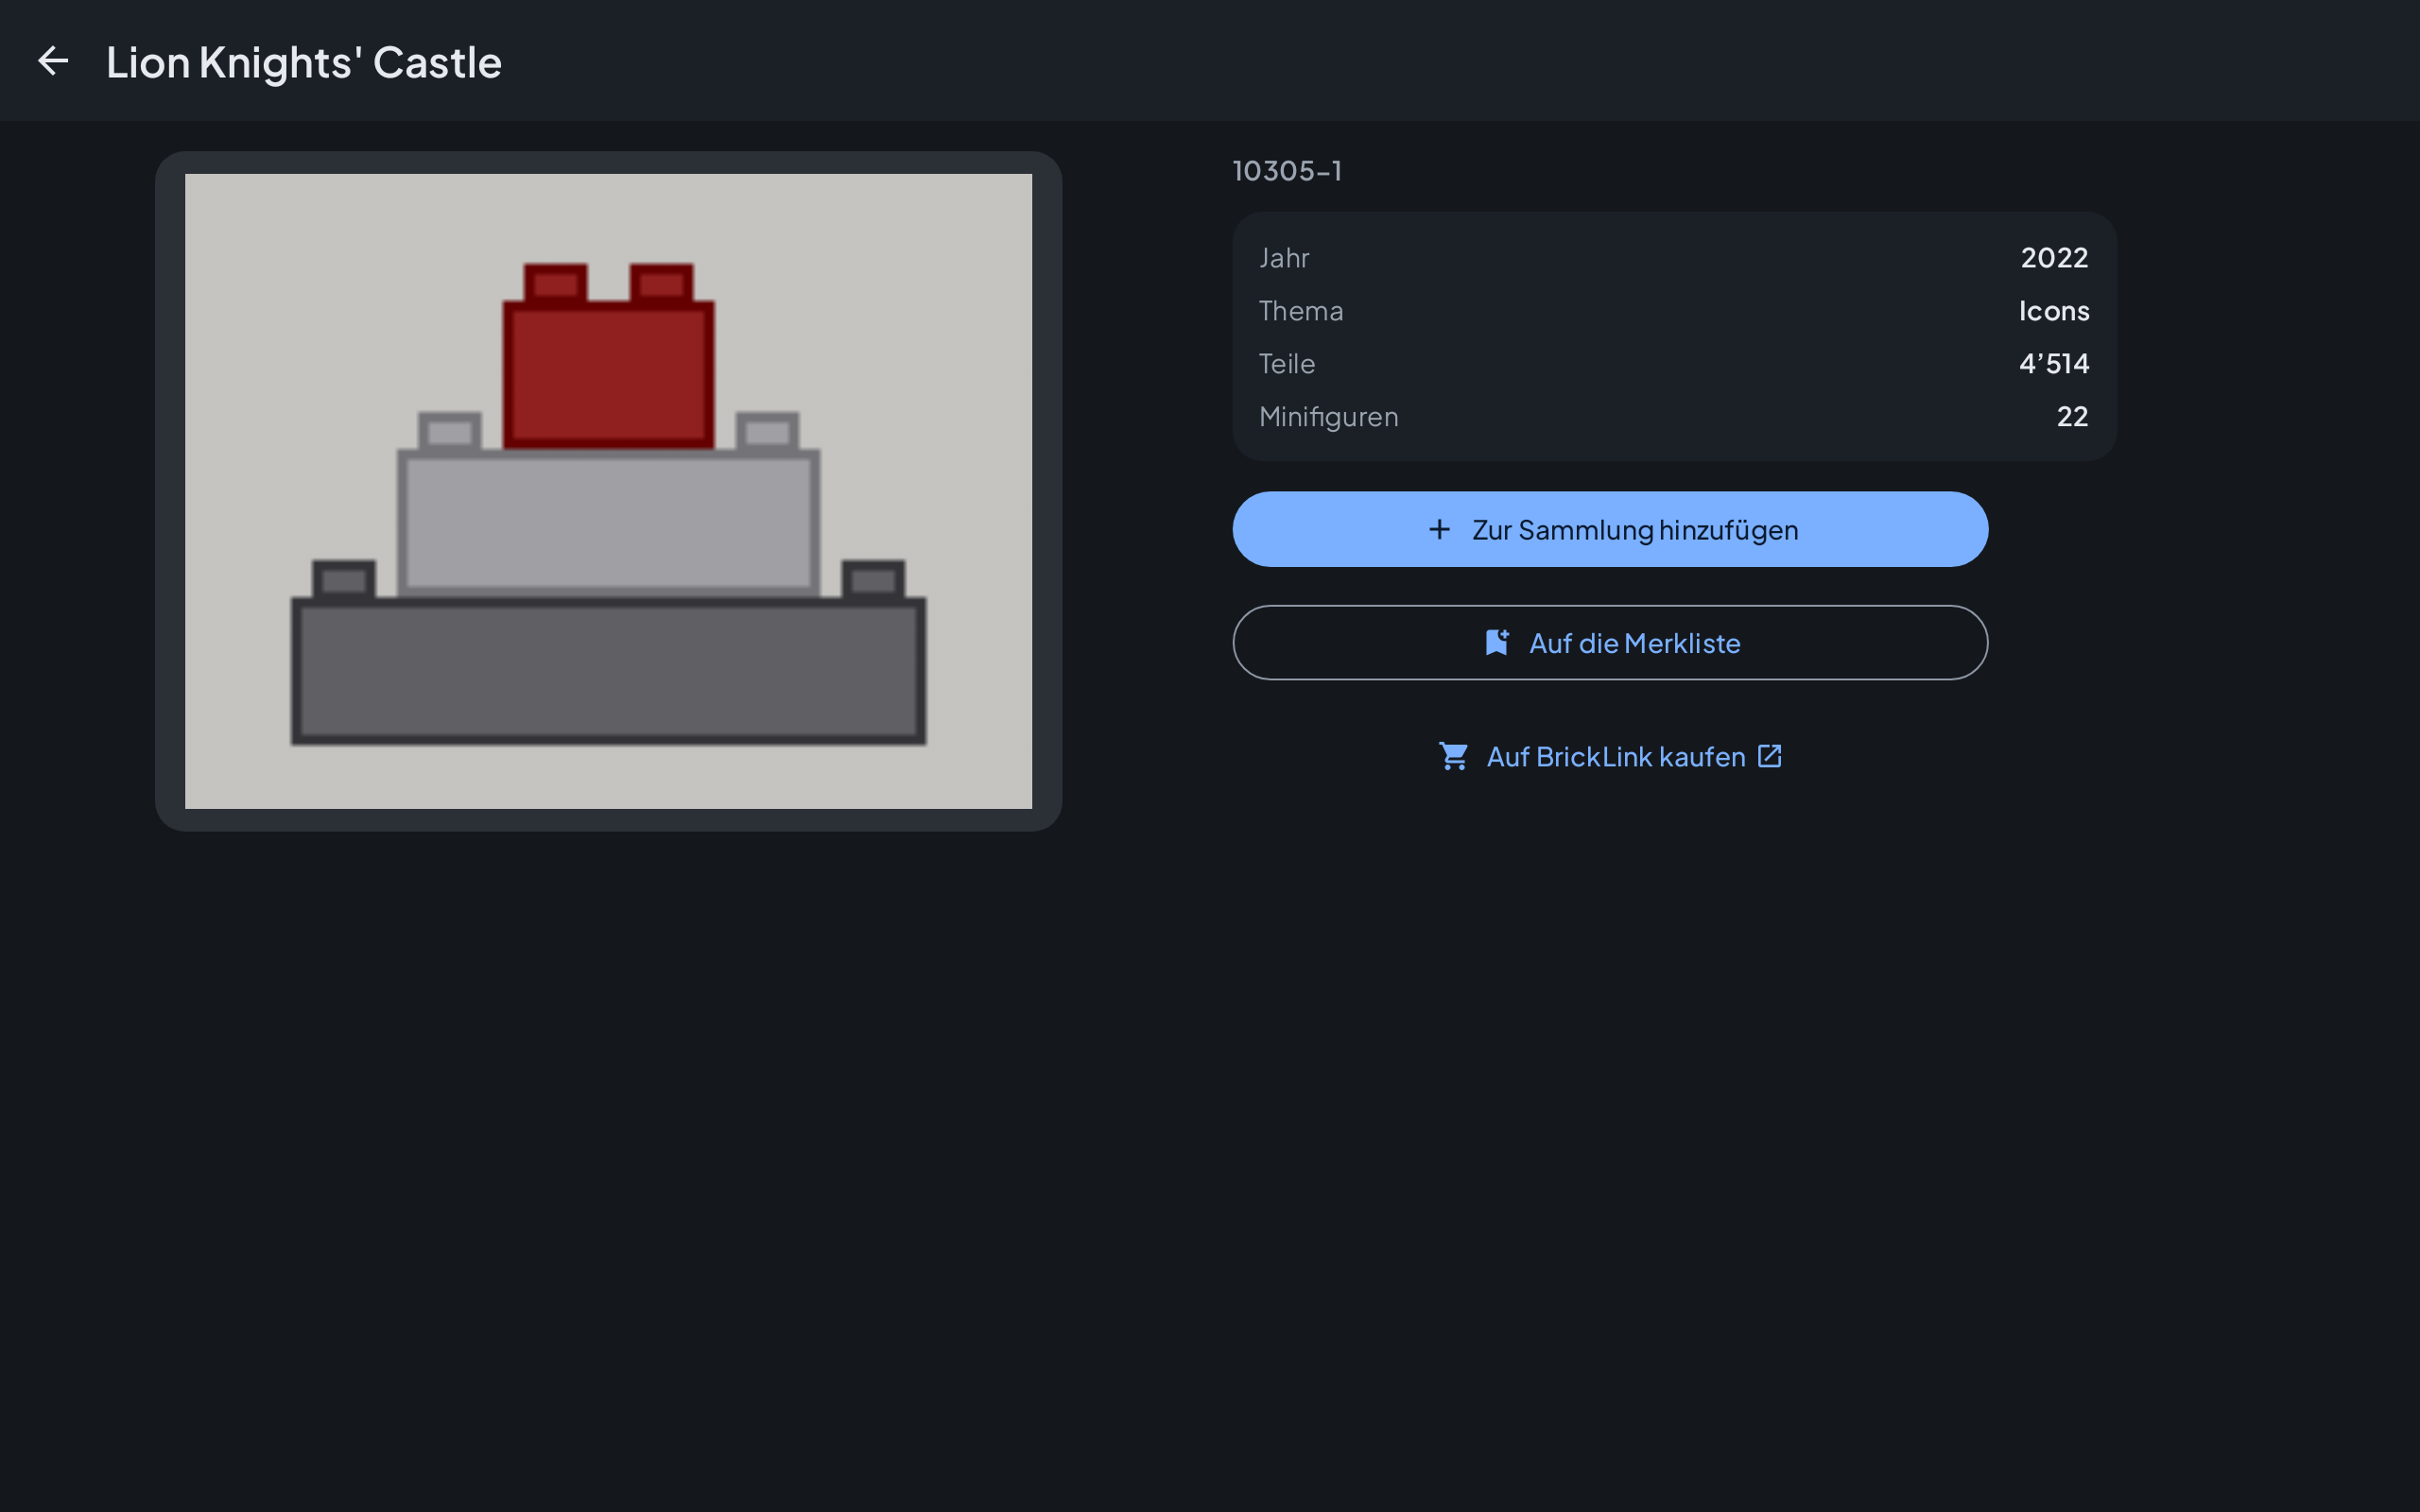 Lion Knights' Castle
10305-1
Jahr 2022
Thema Icons
Teile 4’514
Minifiguren 22
Zur Sammlung hinzufügen
Auf die Merkliste
Auf BrickLink kaufen